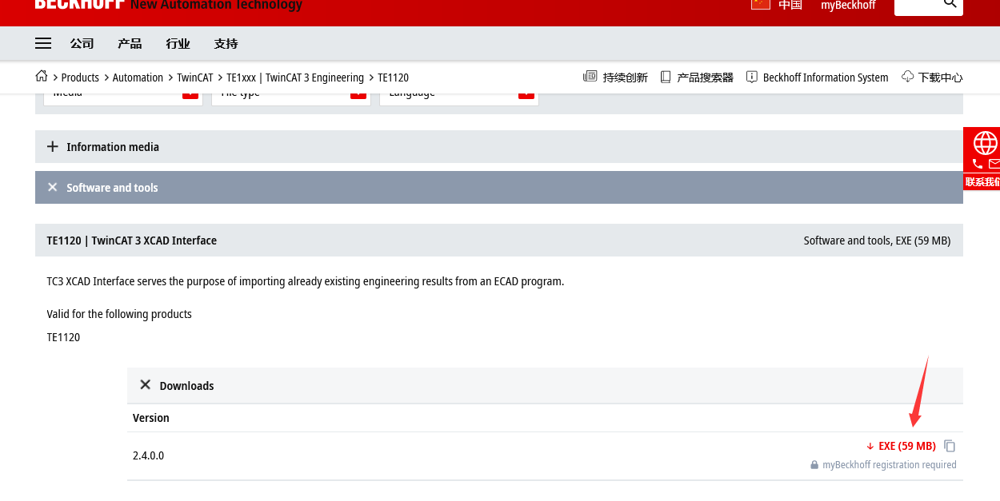 BECKHOFF New Automation Technology
中国 myBeckhoff
公司 产品 行业 支持
Products Automation TwinCAT TE1xxx | TwinCAT 3 Engineering TE1120
持续创新 产品搜索器 Beckhoff Information System 下载中心
Media File type Language
Information media
Software and tools
联系我们
TE1120 | TwinCAT 3 XCAD Interface Software and tools, EXE (59 MB)
TC3 XCAD Interface serves the purpose of importing already existing engineering results from an ECAD program.
Valid for the following products
TE1120
Downloads
Version
EXE (59 MB)
2.4.0.0
myBeckhoff registration required